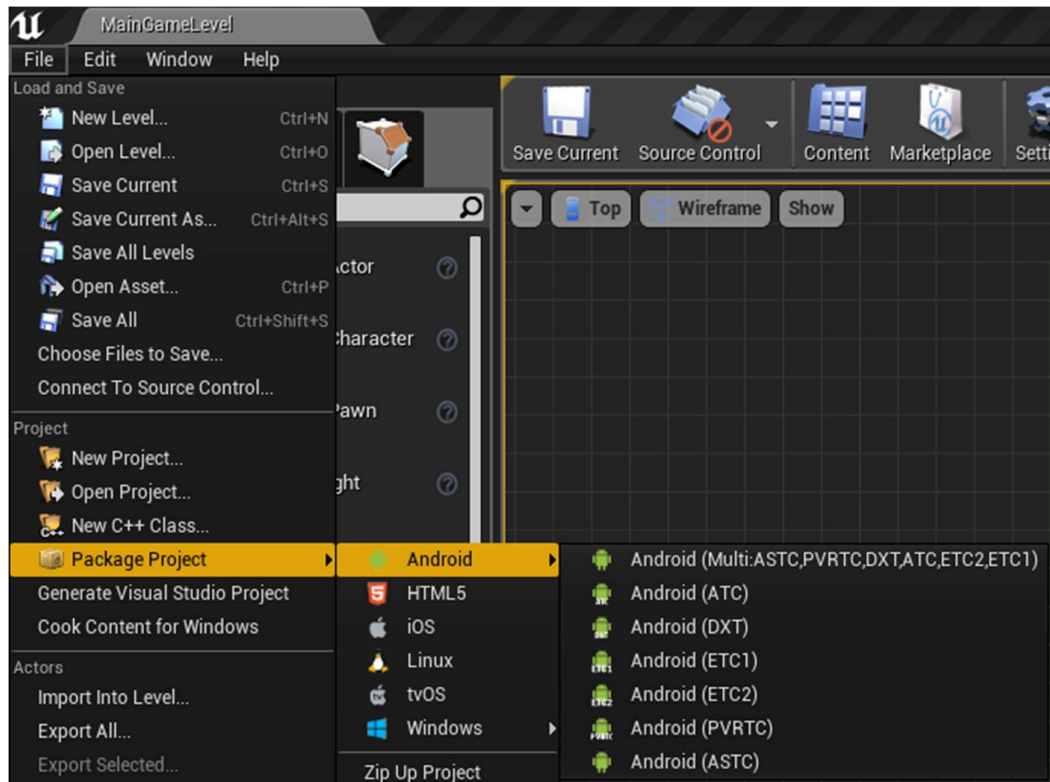 MainGameLevel
File Edit Window Help
Load and Save
New Level... Ctrl+N
Open Level... Ctrl+O
Save Current Ctrl+S
Save Current As... Ctrl+Alt+S
Save All Levels
Open Asset... Ctrl+P
Save All Ctrl+Shift+S
Choose Files to Save...
Connect To Source Control...
Project
New Project...
Open Project...
New C++ Class...
Package Project
Generate Visual Studio Project
Cook Content for Windows
Actors
Import Into Level...
Export All...
Export Selected...
Save Current Source Control Content Marketplace Setti
Top Wireframe Show
ctor
haracter
awn
ght
Android
HTML5
iOS
Linux
tvOS
Windows
Zip Up Project
Android (Multi:ASTC,PVRTC,DXT,ATC,ETC2,ETC1)
Android (ATC)
Android (DXT)
Android (ETC1)
Android (ETC2)
Android (PVRTC)
Android (ASTC)